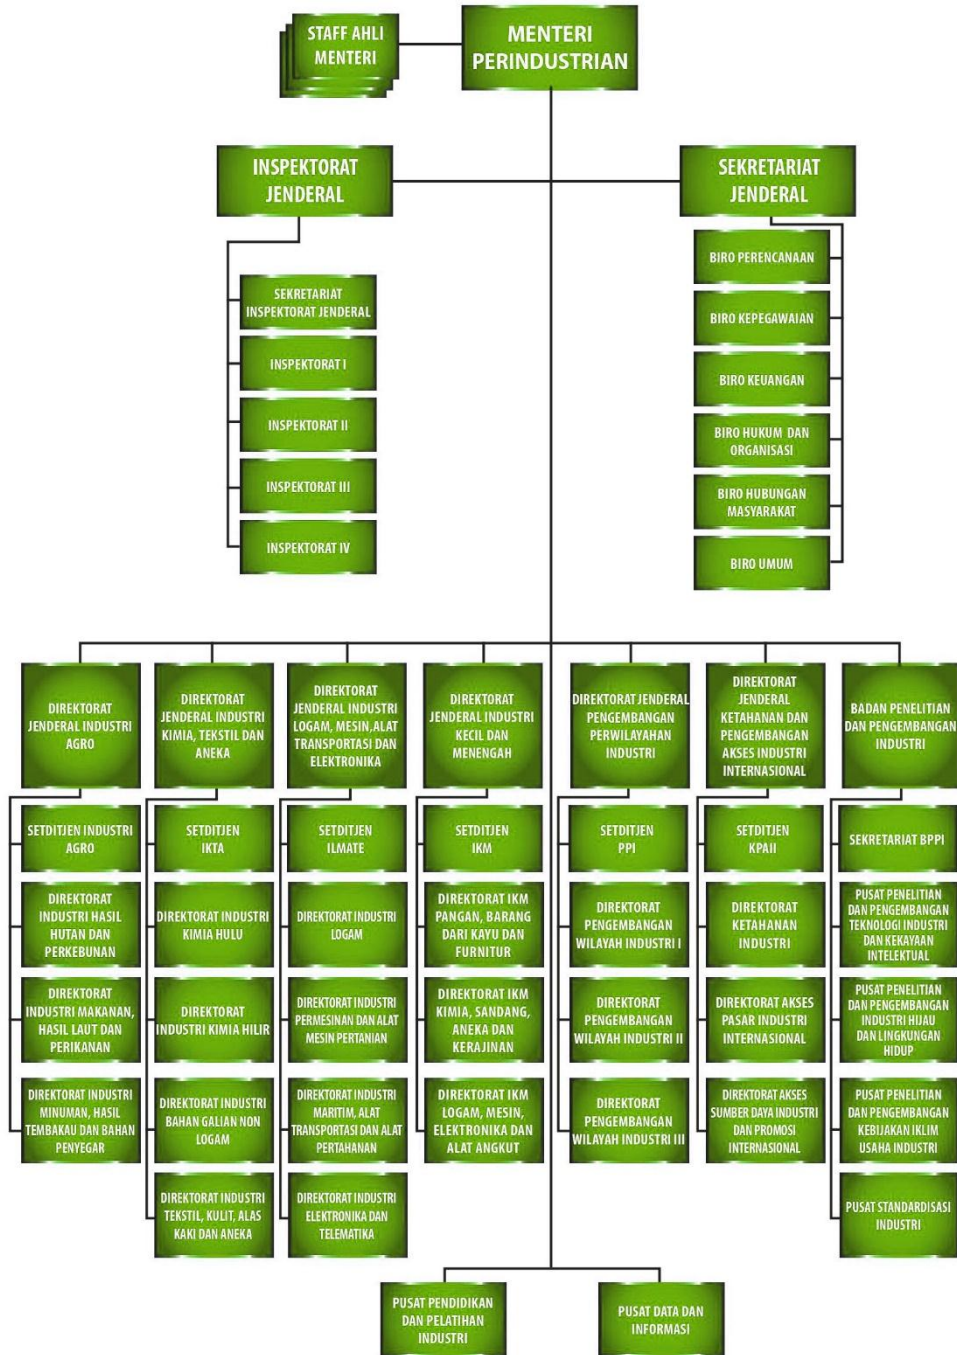 STAFF AHLI
MENTERI
MENTERI
PERINDUSTRIAN
INSPEKTORAT
JENDERAL
SEKRETARIAT
JENDERAL
SEKRETARIAT
INSPEKTORAT JENDERAL
INSPEKTORAT I
INSPEKTORAT II
INSPEKTORAT III
INSPEKTORAT IV
BIRO PERENCANAAN
BIRO KEPEGAWAIAN
BIRO KEUANGAN
BIRO HUKUM DAN
ORGANISASI
BIRO HUBUNGAN
MASYARAKAT
BIRO UMUM
DIREKTORAT
JENDERAL INDUSTRI
AGRO
SETDITJEN INDUSTRI
AGRO
DIREKTORAT
INDUSTRI HASIL
HUTAN DAN
PERKEBUNAN
DIREKTORAT
INDUSTRI MAKANAN,
HASIL LAUT DAN
PERIKANAN
DIREKTORAT INDUSTRI
MINUMAN, HASIL
TEMBAKAU DAN BAHAN
PENYEGAR
DIREKTORAT
JENDERAL INDUSTRI
KIMIA, TEKSTIL DAN
ANEKA
SETDITJEN
IKTA
DIREKTORAT INDUSTRI
KIMIA HULU
DIREKTORAT
INDUSTRI KIMIA HILIR
DIREKTORAT INDUSTRI
BAHAN GALIAN NON
LOGAM
DIREKTORAT INDUSTRI
TEKSTIL, KULIT, ALAS
KAKI DAN ANEKA
DIREKTORAT
JENDERAL INDUSTRI
LOGAM, MESIN,ALAT
TRANSPORTASI DAN
ELEKTRONIKA
SETDITJEN
ILMATE
DIREKTORAT INDUSTRI
LOGAM
DIREKTORAT INDUSTRI
PERMESINAN DAN ALAT
MESIN PERTANIAN
DIREKTORAT INDUSTRI
MARITIM, ALAT
TRANSPORTASI DAN ALAT
PERTAHANAN
DIREKTORAT INDUSTRI
ELEKTRONIKA DAN
TELEMATIKA
DIREKTORAT
JENDERAL INDUSTRI
KECIL DAN
MENENGAH
SETDITJEN
IKM
DIREKTORAT IKM
PANGAN, BARANG
DARI KAYU DAN
FURNITUR
DIREKTORAT IKM
KIMIA, SANDANG,
ANEKA DAN
KERAJINAN
DIREKTORAT IKM
LOGAM, MESIN,
ELEKTRONIKA DAN
ALAT ANGKUT
DIREKTORAT JENDERAL
PENGEMBANGAN
PERWILAYAHAN
INDUSTRI
SETDITJEN
PPI
DIREKTORAT
PENGEMBANGAN
WILAYAH INDUSTRI I
DIREKTORAT
PENGEMBANGAN
WILAYAH INDUSTRI II
DIREKTORAT
PENGEMBANGAN
WILAYAH INDUSTRI III
DIREKTORAT
JENDERAL
KETAHANAN DAN
PENGEMBANGAN
AKSES INDUSTRI
INTERNASIONAL
SETDITJEN
KPAII
DIREKTORAT
KETAHANAN
INDUSTRI
DIREKTORAT AKSES
PASAR INDUSTRI
INTERNASIONAL
DIREKTORAT AKSES
SUMBER DAYA INDUSTRI
DAN PROMOSI
INTERNASIONAL
BADAN PENELITIAN
DAN PENGEMBANGAN
INDUSTRI
SEKRETARIAT BPPI
PUSAT PENELITIAN
DAN PENGEMBANGAN
TEKNOLOGI INDUSTRI
DAN KEKAYAAN
INTELEKTUAL
PUSAT PENELITIAN
DAN PENGEMBANGAN
INDUSTRI HIJAU
DAN LINGKUNGAN
HIDUP
PUSAT PENELITIAN
DAN PENGEMBANGAN
KEBIJAKAN IKLIM
USAHA INDUSTRI
PUSAT STANDARDISASI
INDUSTRI
PUSAT PENDIDIKAN
DAN PELATIHAN
INDUSTRI
PUSAT DATA DAN
INFORMASI